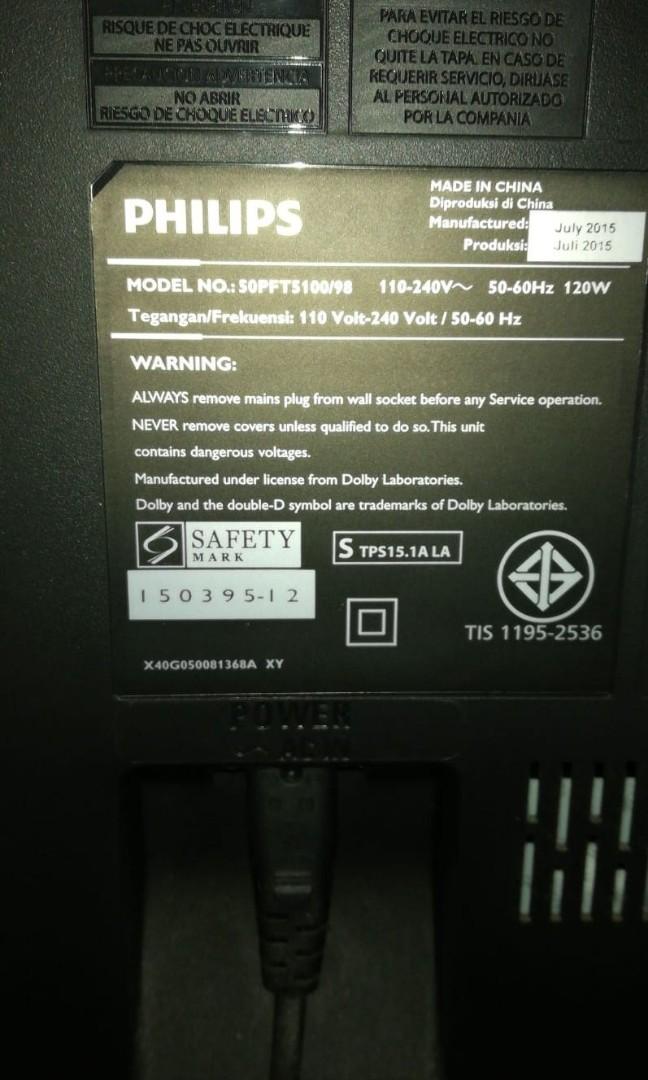 RISQUE DE CHOC ELECTRIQUE
NE PAS OUVRIR
NO ABRIR
RIESGO DE CHOQUE ELECTRICO
PARA EVITAR EL RIESGO DE
CHOQUE ELECTRICO NO
QUITE LA TAPA. EN CASO DE
REQUERIR SERVICIO, DIRIJASE
AL PERSONAL AUTORIZADO
POR LA COMPANIA
PHILIPS
MADE IN CHINA
Diproduksi di China
Manufactured: July 2015
Produksi: Juli 2015
MODEL NO.: 50PFT5100/98 110-240V~ 50-60Hz 120W
Tegangan/Frekuensi: 110 Volt-240 Volt / 50-60 Hz
WARNING:
ALWAYS remove mains plug from wall socket before any Service operation.
NEVER remove covers unless qualified to do so. This unit
contains dangerous voltages.
Manufactured under license from Dolby Laboratories.
Dolby and the double-D symbol are trademarks of Dolby Laboratories.
SAFETY
MARK
150395-12
S TPS15.1A LA
TIS 1195-2536
X40G050081368A XY
POWER
~ AC IN